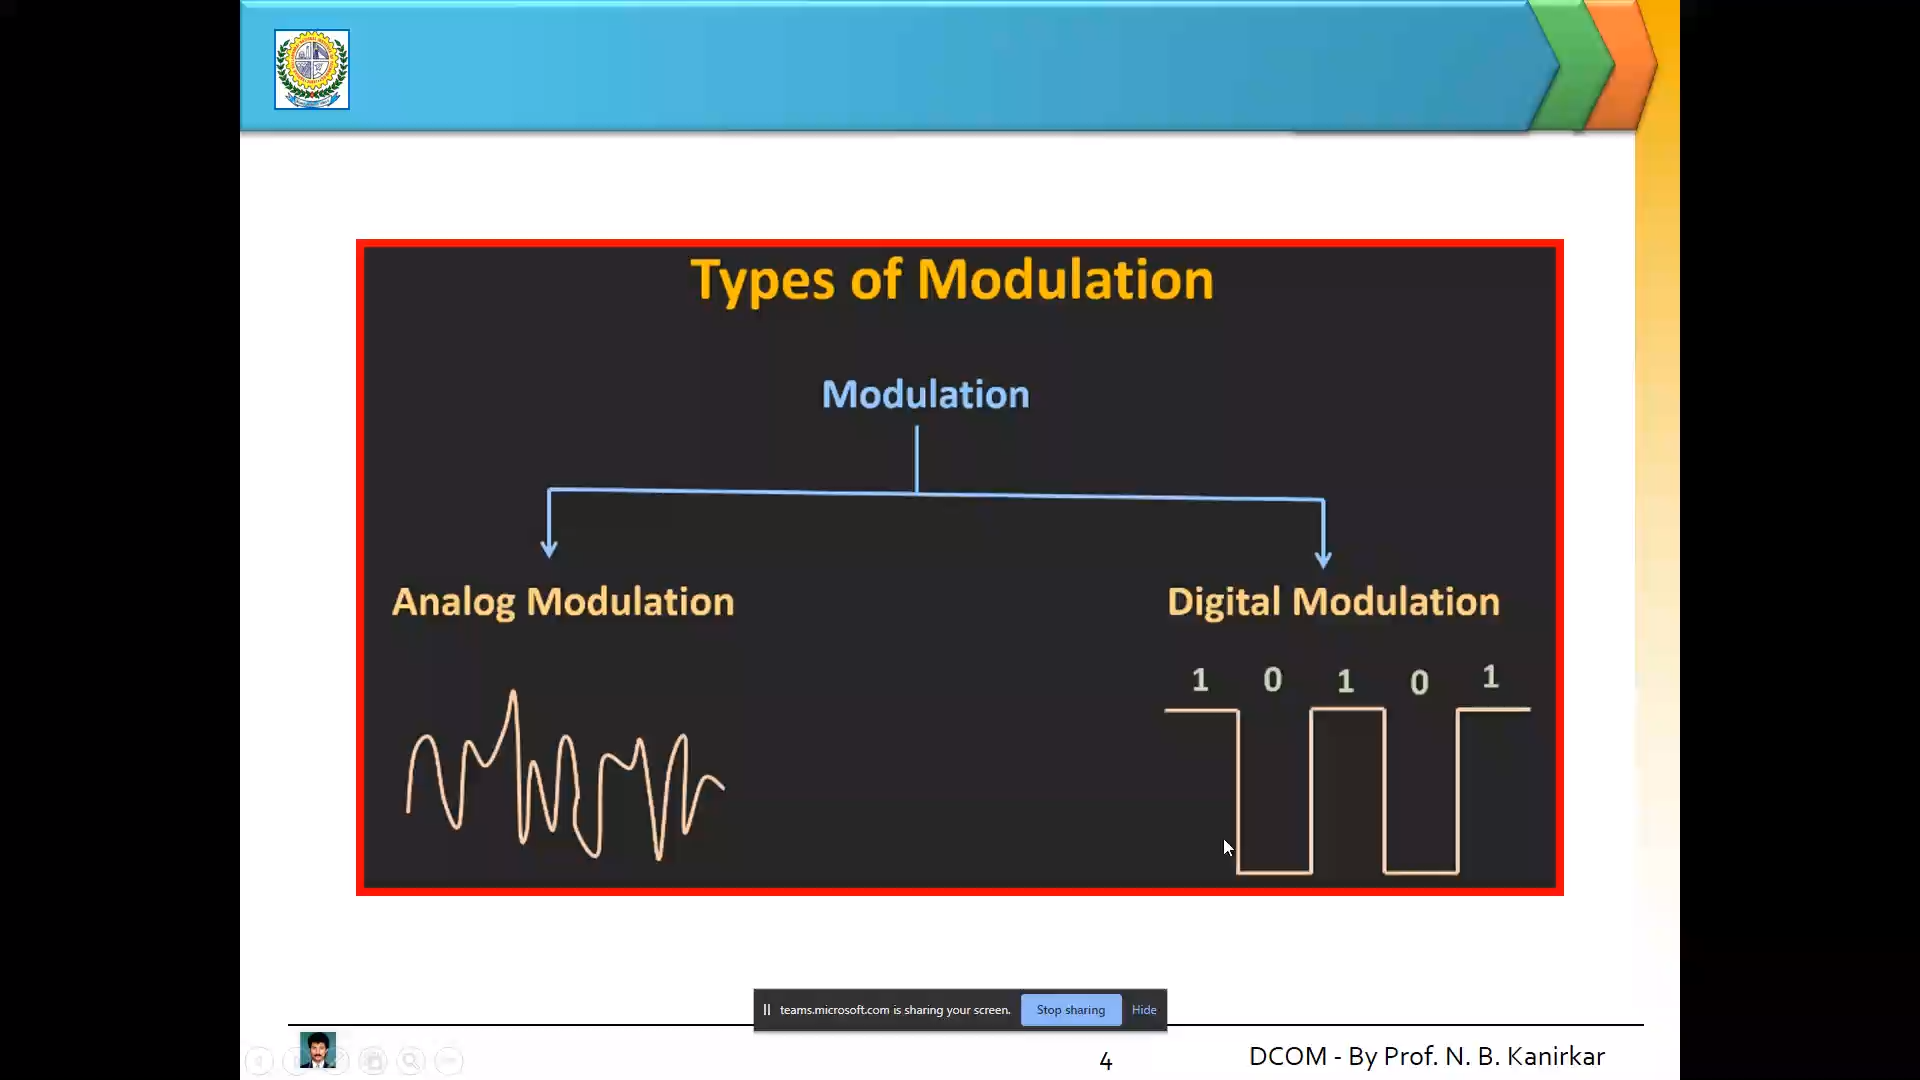 Types of Modulation
Modulation
Analog Modulation
Digital Modulation
1 0 1 0 1
teams.microsoft.com is sharing your screen. Stop sharing Hide
4
DCOM - By Prof. N. B. Kanirkar